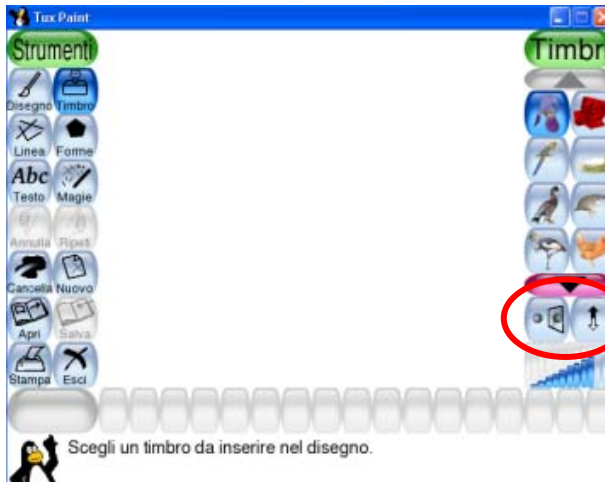 Tux Paint
Strumenti
Timbri
Disegno Timbro
Linea Forme
Abc
Testo Magie
Annulla Ripeti
Cancella Nuovo
Apri Salva
Stampa Esci
Scegli un timbro da inserire nel disegno.